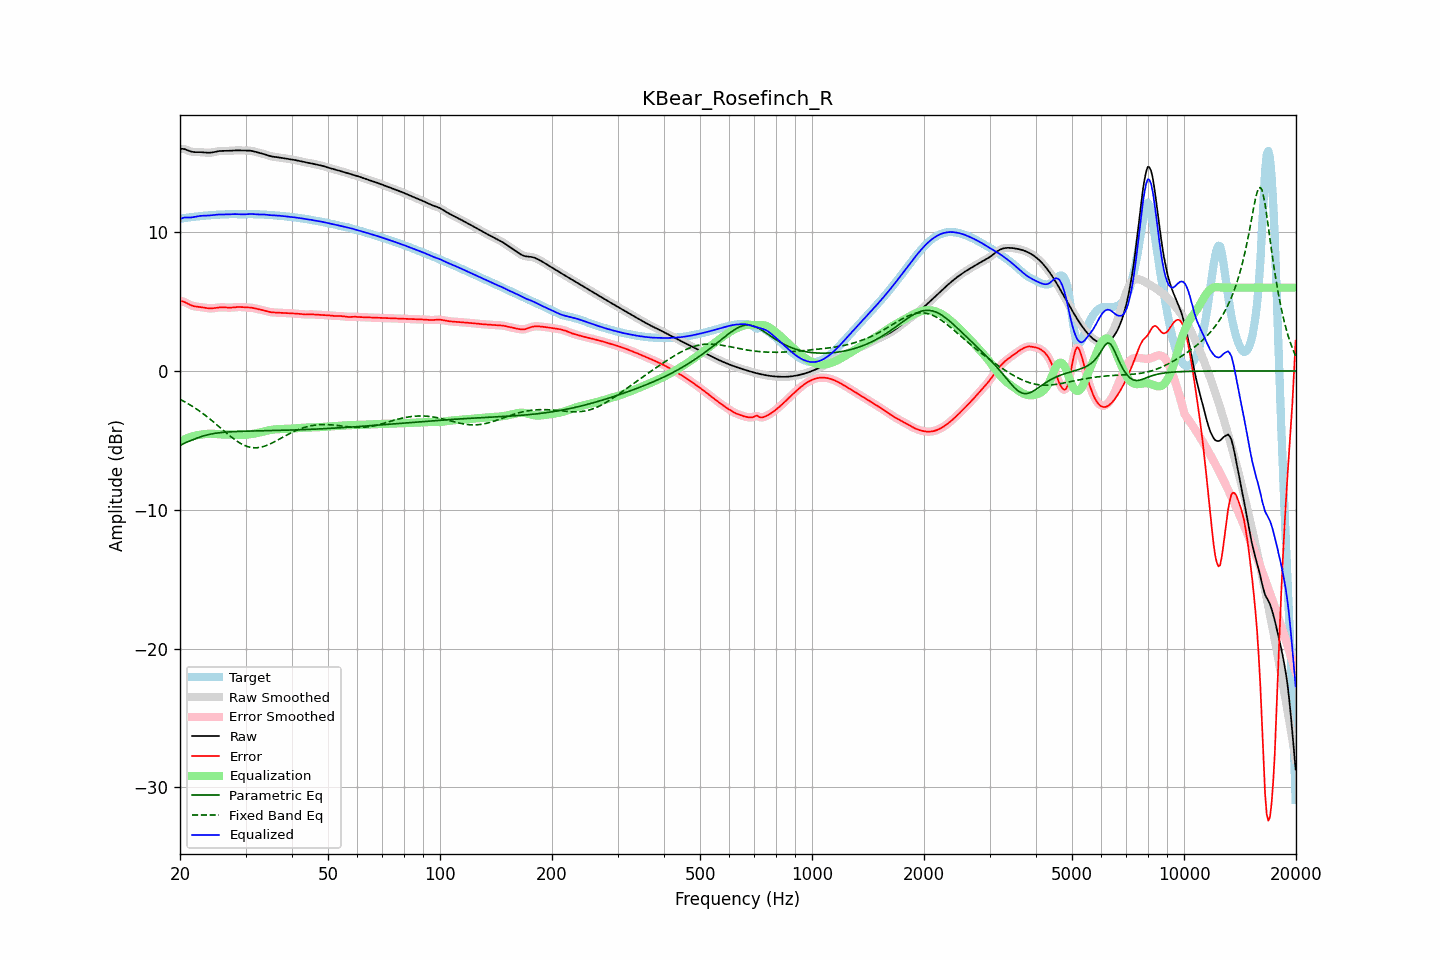 KBear_Rosefinch_R
Amplitude (dBr)
10
0
−10
−20
−30
Target
Raw Smoothed
Error Smoothed
Raw
Error
Equalization
Parametric Eq
Fixed Band Eq
Equalized
20 50 100 200 500 1000 2000 5000 10000 20000
Frequency (Hz)